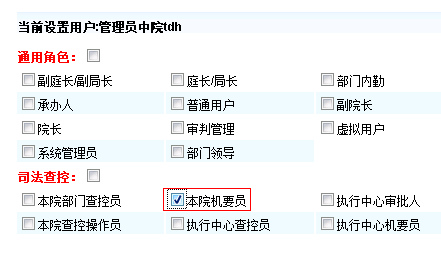 当前设置用户:管理员中院tdh
通用角色:
副庭长/副局长 庭长/局长 部门内勤
承办人 普通用户 副院长
院长 审判管理 虚拟用户
系统管理员 部门领导
司法查控:
本院部门查控员 本院机要员 执行中心审批人
本院查控操作员 执行中心查控员 执行中心机要员